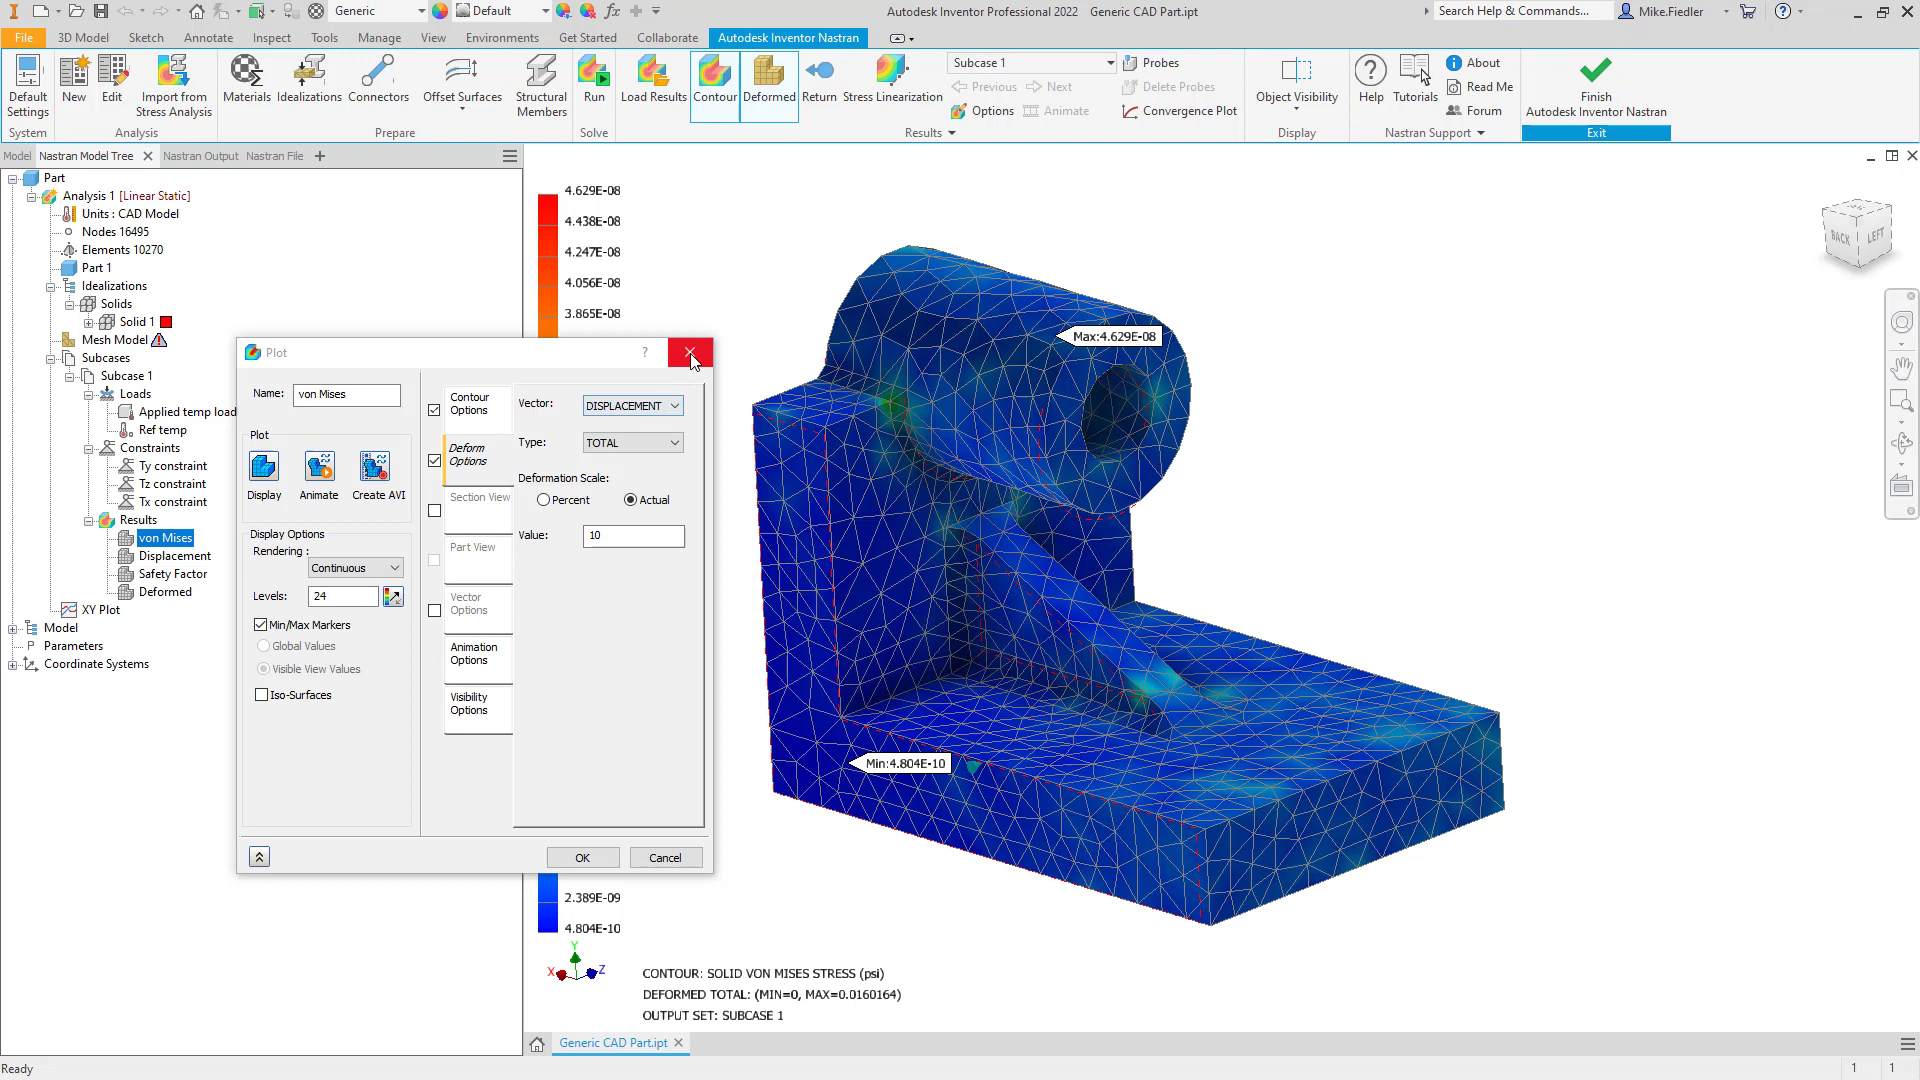 Generic
Default
Autodesk Inventor Professional 2022 Generic CAD Part.ipt
Search Help & Commands...
Mike.Fiedler
File
3D Model
Sketch
Annotate
Inspect
Tools
Manage
View
Environments
Get Started
Collaborate
Autodesk Inventor Nastran
Default Settings
New
Edit
Import from Stress Analysis
Materials
Idealizations
Connectors
Offset Surfaces
Structural Members
Run
Load Results
Contour
Deformed
Return
Stress Linearization
Subcase 1
Previous
Next
Options
Animate
Probes
Delete Probes
Convergence Plot
Object Visibility
Help
Tutorials
About
Read Me
Forum
Finish Autodesk Inventor Nastran
System
Analysis
Prepare
Solve
Results
Display
Nastran Support
Exit
Model
Nastran Model Tree
Nastran Output
Nastran File
Part
Analysis 1 [Linear Static]
Units : CAD Model
Nodes 16495
Elements 10270
Part 1
Idealizations
Solids
Solid 1
Mesh Model
Subcases
Subcase 1
Loads
Applied temp load
Ref temp
Constraints
Ty constraint
Tz constraint
Tx constraint
Results
von Mises
Displacement
Safety Factor
Deformed
XY Plot
Model
Parameters
Coordinate Systems
Plot
?
Name:
von Mises
Plot
Display
Animate
Create AVI
Display Options
Rendering :
Continuous
Levels:
24
Min/Max Markers
Global Values
Visible View Values
Iso-Surfaces
Contour Options
Deform Options
Section View
Part View
Vector Options
Animation Options
Visibility Options
Vector:
DISPLACEMENT
Type:
TOTAL
Deformation Scale:
Percent
Actual
Value:
10
OK
Cancel
4.629E-08
4.438E-08
4.247E-08
4.056E-08
3.865E-08
2.389E-09
4.804E-10
Max:4.629E-08
Min:4.804E-10
BACK
LEFT
Y
X
Z
CONTOUR: SOLID VON MISES STRESS (psi)
DEFORMED TOTAL: (MIN=0, MAX=0.0160164)
OUTPUT SET: SUBCASE 1
Generic CAD Part.ipt
Ready
1
1